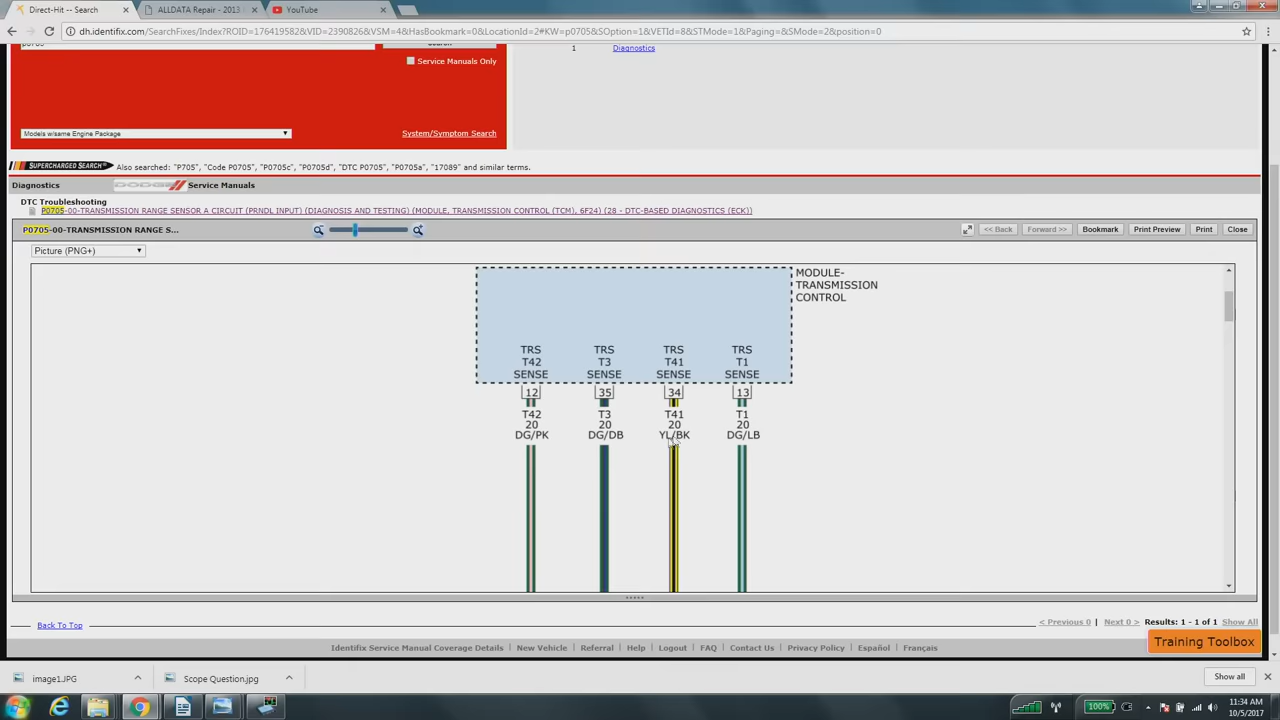 Direct-Hit -- Search
ALLDATA Repair - 2013
YouTube
dh.identifix.com/SearchFixes/Index?ROID=176419582&VID=2390826&VSM=4&HasBookmark=0&LocationId=2#KW=p0705&SOption=1&VETId=8&STMode=1&Paging=&SMode=2&position=0
1 Diagnostics
Service Manuals Only
Models w/same Engine Package
System/Symptom Search
SUPERCHARGED SEARCH
Also searched: "P705", "Code P0705", "P0705c", "P0705d", "DTC P0705", "P0705a", "17089" and similar terms.
Diagnostics DODGE Service Manuals
DTC Troubleshooting
P0705-00-TRANSMISSION RANGE SENSOR A CIRCUIT (PRNDL INPUT) (DIAGNOSIS AND TESTING) (MODULE, TRANSMISSION CONTROL (TCM), 6F24) (28 - DTC-BASED DIAGNOSTICS (ECK))
P0705-00-TRANSMISSION RANGE S...
<< Back Forward >> Bookmark Print Preview Print Close
Picture (PNG+)
MODULE-
TRANSMISSION
CONTROL
TRS TRS TRS TRS
T42 T3 T41 T1
SENSE SENSE SENSE SENSE
12 35 34 13
T42 T3 T41 T1
20 20 20 20
DG/PK DG/DB YL/BK DG/LB
Back To Top
< Previous 0 | Next 0 > Results: 1 - 1 of 1 Show All
Training Toolbox
Identifix Service Manual Coverage Details | New Vehicle | Referral | Help | Logout | FAQ | Contact Us | Privacy Policy | Español | Français
image1.JPG
Scope Question.jpg
Show all
100%
11:34 AM
10/5/2017